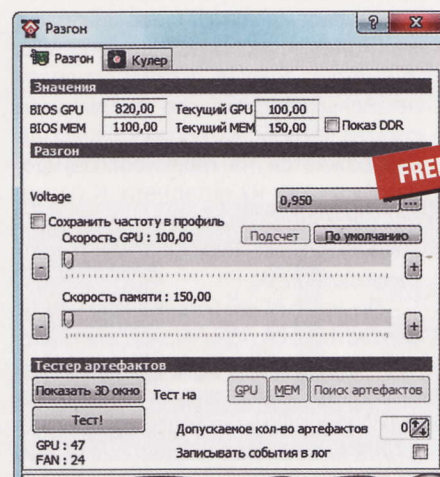 Разгон
Разгон Кулер
Значения
BIOS GPU 820,00 Текущий GPU 100,00
BIOS MEM 1100,00 Текущий MEM 150,00 Показ DDR
Разгон
FREE
Voltage 0,950 ...
Сохранить частоту в профиль
Скорость GPU : 100,00 Подсчет По умолчанию
- +
Скорость памяти : 150,00
- +
Тестер артефактов
Показать 3D окно Тест на GPU MEM Поиск артефактов
Тест!
Допускаемое кол-во артефактов 0
GPU : 47
Записывать события в лог
FAN : 24